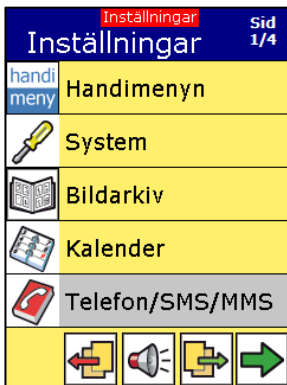 Inställningar
Inställningar
Sid
1/4
handi
meny
Handimenyn
System
Bildarkiv
Kalender
Telefon/SMS/MMS